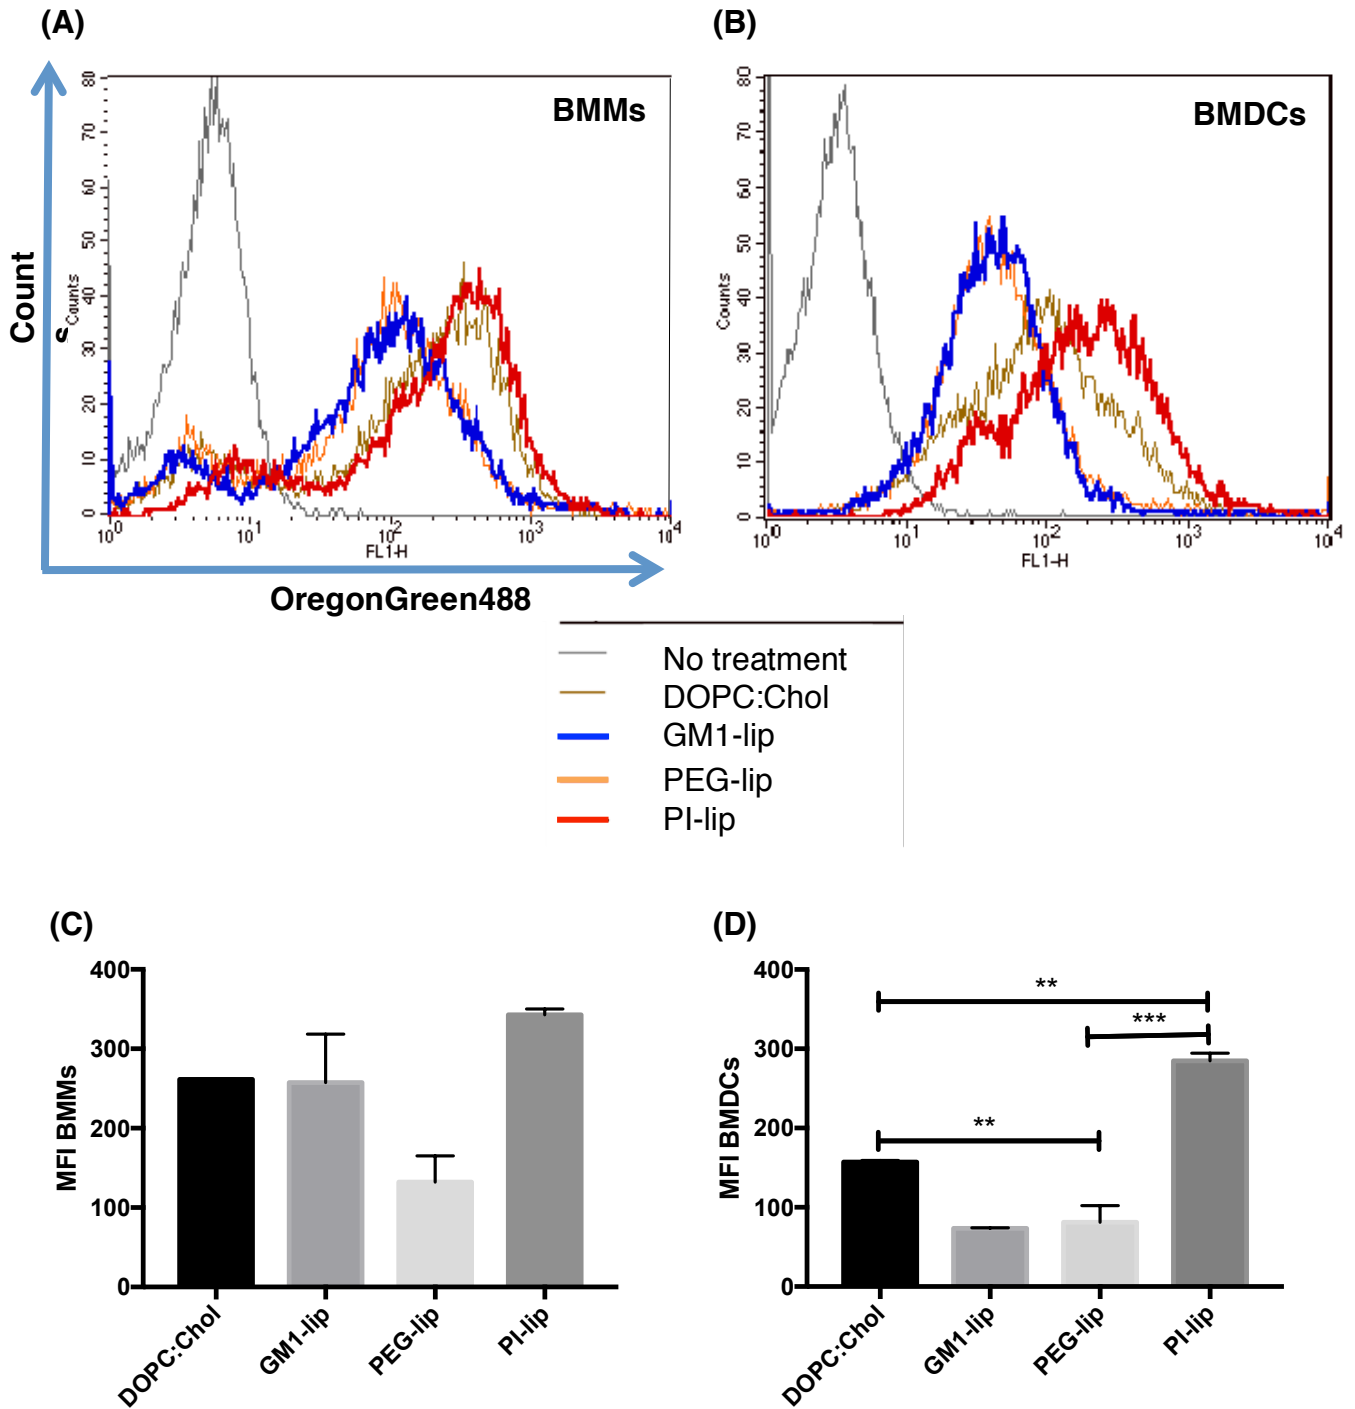 (A)
(B)
BMMs
BMDCs
80
70
60
50
40
30
20
10
0
Count
s
Counts
10^0 10^1 10^2 10^3 10^4
FL1-H
OregonGreen488
80
70
60
50
40
30
20
10
0
Counts
10^0 10^1 10^2 10^3 10^4
FL1-H
No treatment
DOPC:Chol
GM1-lip
PEG-lip
PI-lip
(C)
(D)
400
300
200
100
0
MFI BMMs
DOPC:Chol
GM1-lip
PEG-lip
PI-lip
400
300
200
100
0
MFI BMDCs
**
***
**
DOPC:Chol
GM1-lip
PEG-lip
PI-lip